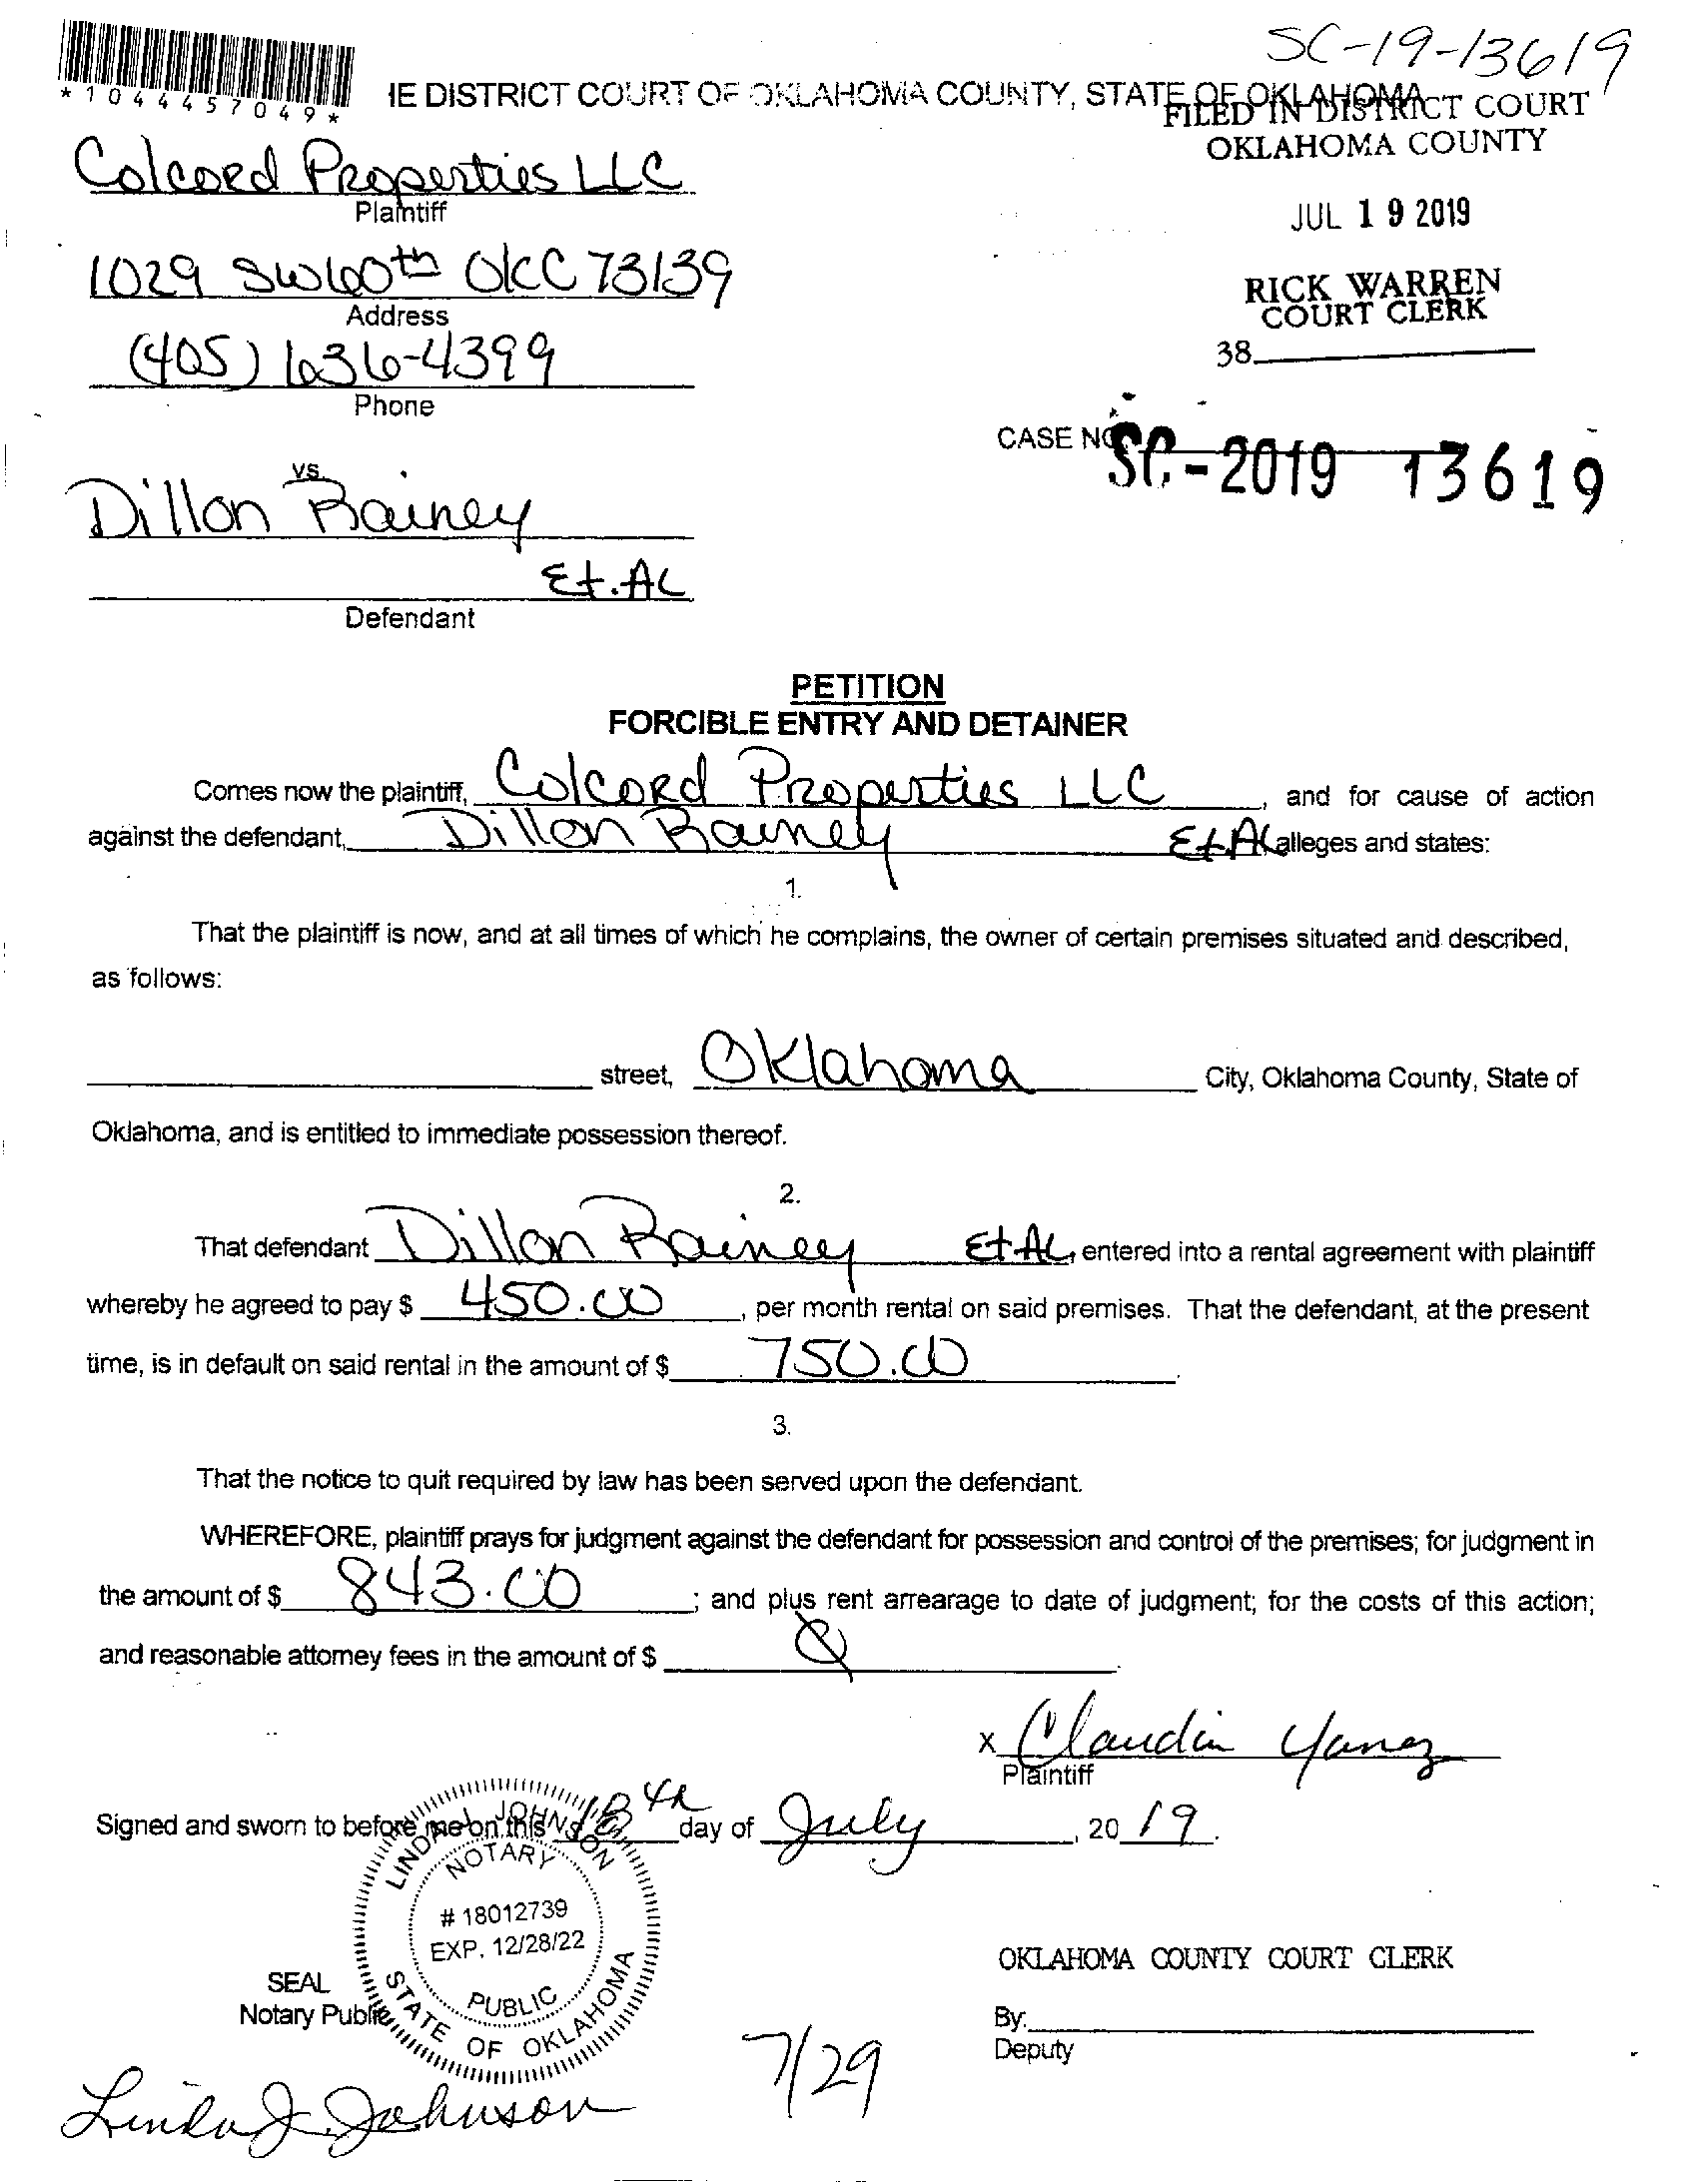 SC-19-13619
*1044457049*
IE DISTRICT COURT OF OKLAHOMA COUNTY, STATE OF OKLAHOMA
FILED IN DISTRICT COURT
OKLAHOMA COUNTY
Colcord Properties LLC
Plaintiff
JUL 19 2019
1029 SW 60th OKC 73139
Address
RICK WARREN
COURT CLERK
(405) 636-4399
38
Phone
CASE NO.
SC-2019 13619
vs.
Dillon Rainey
Et.AL
Defendant
PETITION
FORCIBLE ENTRY AND DETAINER
Comes now the plaintiff, Colcord Properties LLC, and for cause of action
against the defendant, Dillon Rainey Et.AL alleges and states:
1.
That the plaintiff is now, and at all times of which he complains, the owner of certain premises situated and described,
as follows:
street, Oklahoma City, Oklahoma County, State of
Oklahoma, and is entitled to immediate possession thereof.
2.
That defendant Dillon Rainey Et AL, entered into a rental agreement with plaintiff
whereby he agreed to pay $ 450.00, per month rental on said premises. That the defendant, at the present
time, is in default on said rental in the amount of $ 750.00.
3.
That the notice to quit required by law has been served upon the defendant.
WHEREFORE, plaintiff prays for judgment against the defendant for possession and control of the premises; for judgment in
the amount of $ 843.00; and plus rent arrearage to date of judgment; for the costs of this action;
and reasonable attorney fees in the amount of $ Ø.
x Claudia Yanez
Plaintiff
Signed and sworn to before me on this 18th day of July, 2019.
LINDA J. JOHNSON
NOTARY
# 18012739
EXP. 12/28/22
PUBLIC
STATE OF OKLAHOMA
OKLAHOMA COUNTY COURT CLERK
SEAL
Notary Public
By:
Deputy
7/29
Linda J. Johnson